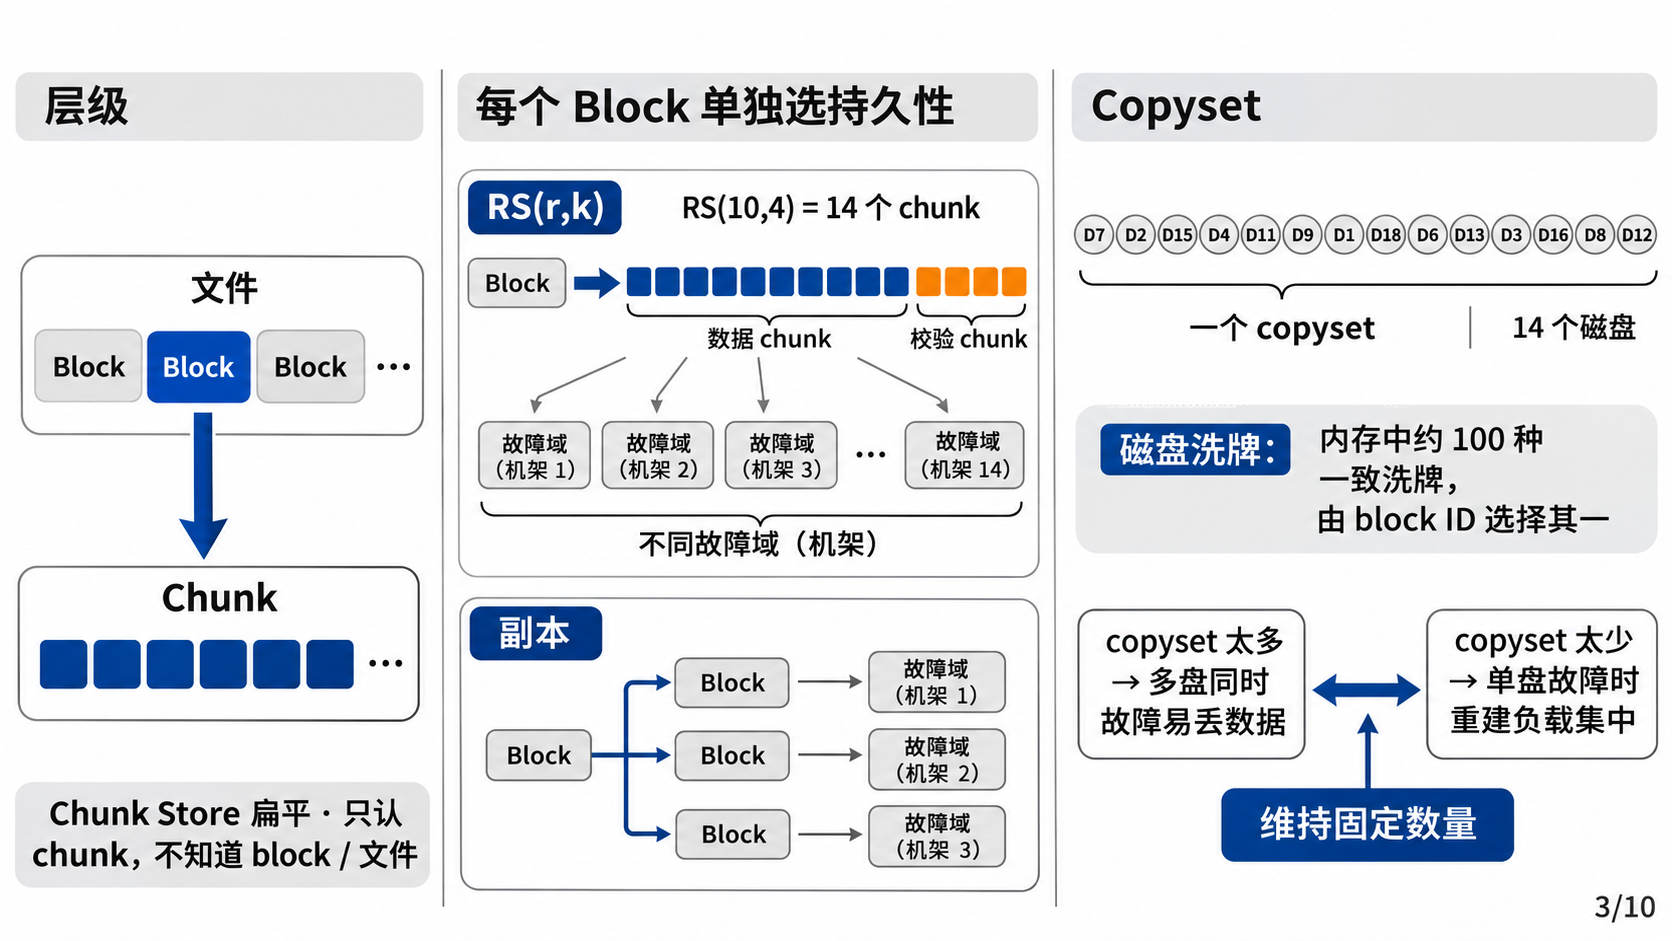 层级
文件
Block
Block
Block
...
Chunk
...
Chunk Store 扁平 · 只认
chunk，不知道 block / 文件
每个 Block 单独选持久性
RS(r,k)
RS(10,4) = 14 个 chunk
Block
数据 chunk
校验 chunk
故障域
（机架 1）
故障域
（机架 2）
故障域
（机架 3）
...
故障域
（机架 14）
不同故障域（机架）
副本
Block
Block
故障域
（机架 1）
Block
故障域
（机架 2）
Block
故障域
（机架 3）
Copyset
D7 D2 D15 D4 D11 D9 D1 D18 D6 D13 D3 D16 D8 D12
一个 copyset
14 个磁盘
磁盘洗牌：
内存中约 100 种
一致洗牌，
由 block ID 选择其一
copyset 太多
→ 多盘同时
故障易丢数据
copyset 太少
→ 单盘故障时
重建负载集中
维持固定数量
3/10